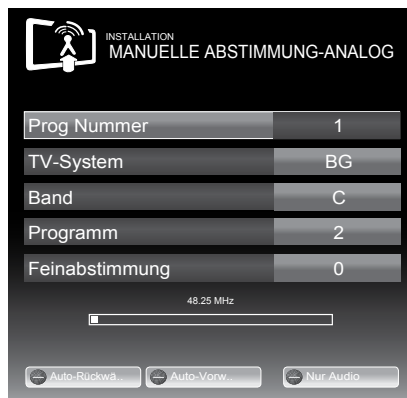 INSTALLATION
MANUELLE ABSTIMMUNG-ANALOG
Prog Nummer 1
TV-System BG
Band C
Programm 2
Feinabstimmung 0
48.25 MHz
Auto-Rückwä.. Auto-Vorw.. Nur Audio